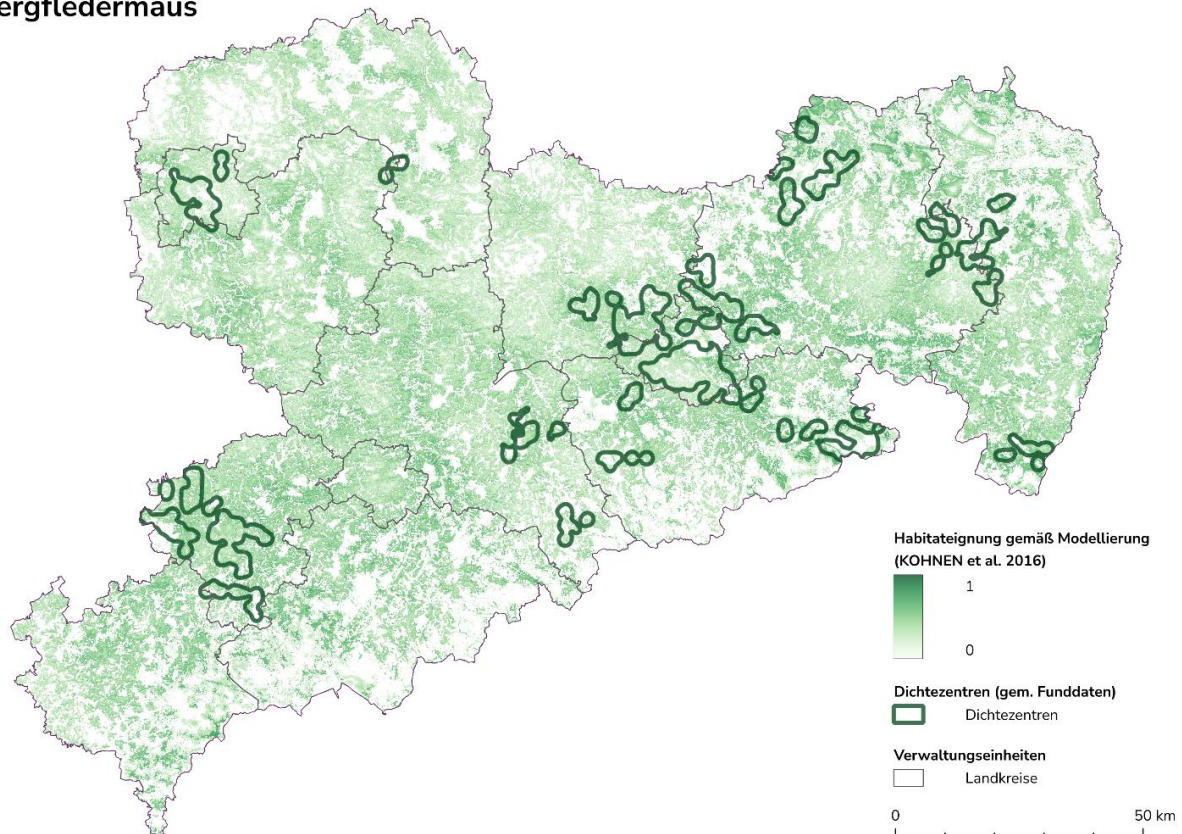 ergfledermaus
Habitateignung gemäß Modellierung
(KOHNEN et al. 2016)
1
0
Dichtezentren (gem. Funddaten)
Dichtezentren
Verwaltungseinheiten
Landkreise
0 50 km